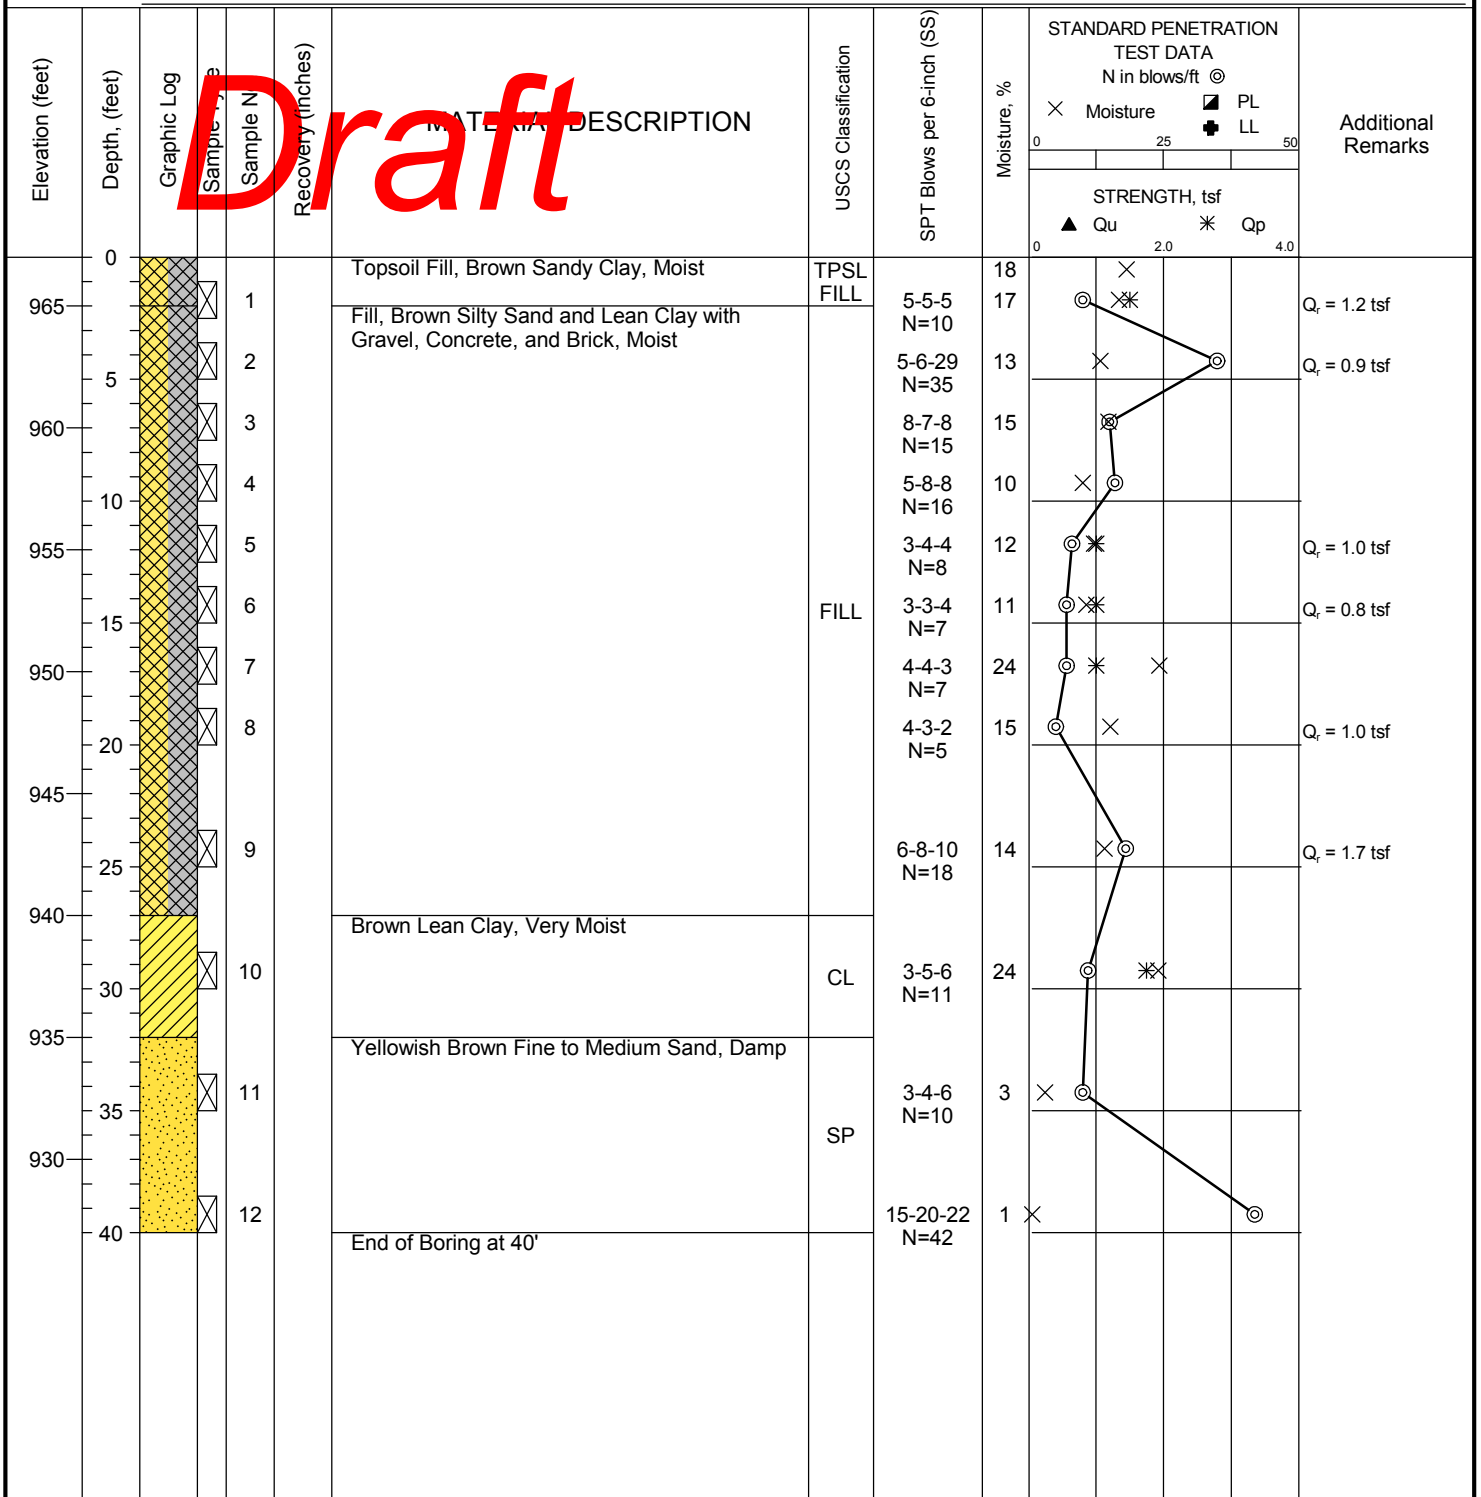 Elevation (feet)
Depth, (feet)
Graphic Log
Sample Type
Sample No.
Recovery (inches)
MATERIAL DESCRIPTION
Draft
USCS Classification
SPT Blows per 6-inch (SS)
Moisture, %
STANDARD PENETRATION
TEST DATA
N in blows/ft
Moisture
PL
LL
0 25 50
STRENGTH, tsf
Qu Qp
0 2.0 4.0
Additional
Remarks
0 Topsoil Fill, Brown Sandy Clay, Moist TPSL 18
FILL
965 1 5-5-5 17 Qr = 1.2 tsf
N=10
Fill, Brown Silty Sand and Lean Clay with
Gravel, Concrete, and Brick, Moist
2 5-6-29 13 Qr = 0.9 tsf
5 N=35
960 3 8-7-8 15
N=15
4 5-8-8 10
10 N=16
955 5 3-4-4 12 Qr = 1.0 tsf
N=8
6 FILL 3-3-4 11 Qr = 0.8 tsf
15 N=7
950 7 4-4-3 24
N=7
8 4-3-2 15 Qr = 1.0 tsf
20 N=5
945
9 6-8-10 14 Qr = 1.7 tsf
25 N=18
940
Brown Lean Clay, Very Moist
10 CL 3-5-6 24
30 N=11
935
Yellowish Brown Fine to Medium Sand, Damp
11 3-4-6 3
35 N=10
SP
930
12 15-20-22 1
40 N=42
End of Boring at 40'